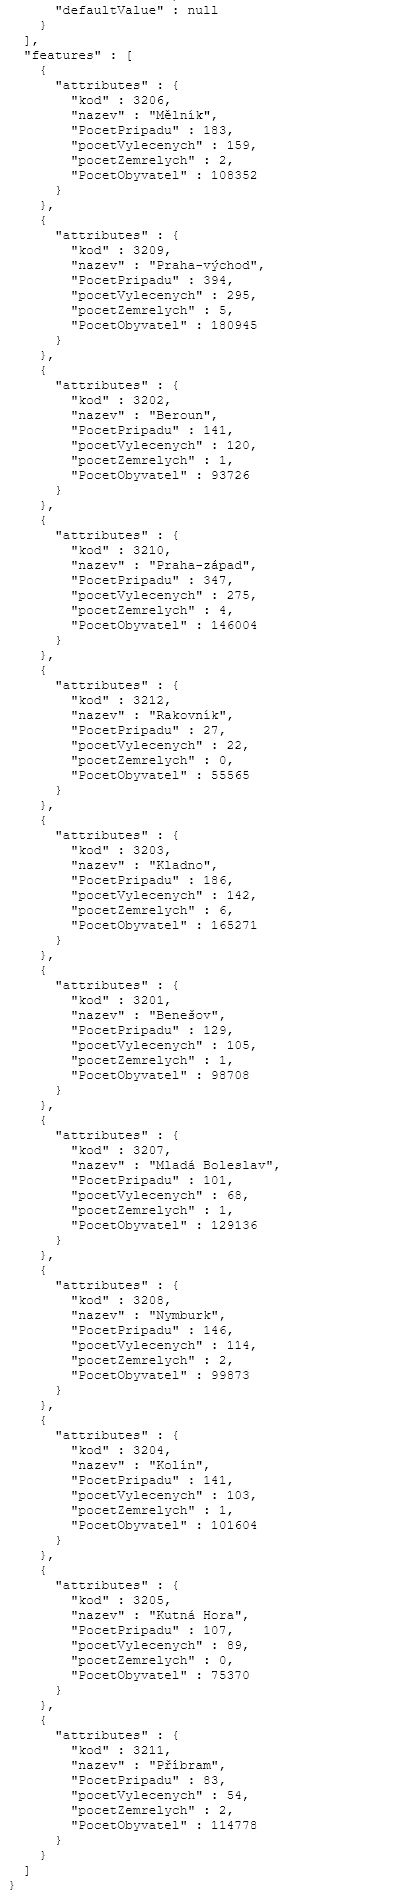 "defaultValue" : null
}
],
"features" : [
{
"attributes" : {
"kod" : 3206,
"nazev" : "Mělník",
"PocetPripadu" : 183,
"pocetVylecenych" : 159,
"pocetZemrelych" : 2,
"PocetObyvatel" : 108352
}
},
{
"attributes" : {
"kod" : 3209,
"nazev" : "Praha-východ",
"PocetPripadu" : 394,
"pocetVylecenych" : 295,
"pocetZemrelych" : 5,
"PocetObyvatel" : 180945
}
},
{
"attributes" : {
"kod" : 3202,
"nazev" : "Beroun",
"PocetPripadu" : 141,
"pocetVylecenych" : 120,
"pocetZemrelych" : 1,
"PocetObyvatel" : 93726
}
},
{
"attributes" : {
"kod" : 3210,
"nazev" : "Praha-západ",
"PocetPripadu" : 347,
"pocetVylecenych" : 275,
"pocetZemrelych" : 4,
"PocetObyvatel" : 146004
}
},
{
"attributes" : {
"kod" : 3212,
"nazev" : "Rakovník",
"PocetPripadu" : 27,
"pocetVylecenych" : 22,
"pocetZemrelych" : 0,
"PocetObyvatel" : 55565
}
},
{
"attributes" : {
"kod" : 3203,
"nazev" : "Kladno",
"PocetPripadu" : 186,
"pocetVylecenych" : 142,
"pocetZemrelych" : 6,
"PocetObyvatel" : 165271
}
},
{
"attributes" : {
"kod" : 3201,
"nazev" : "Benešov",
"PocetPripadu" : 129,
"pocetVylecenych" : 105,
"pocetZemrelych" : 1,
"PocetObyvatel" : 98708
}
},
{
"attributes" : {
"kod" : 3207,
"nazev" : "Mladá Boleslav",
"PocetPripadu" : 101,
"pocetVylecenych" : 68,
"pocetZemrelych" : 1,
"PocetObyvatel" : 129136
}
},
{
"attributes" : {
"kod" : 3208,
"nazev" : "Nymburk",
"PocetPripadu" : 146,
"pocetVylecenych" : 114,
"pocetZemrelych" : 2,
"PocetObyvatel" : 99873
}
},
{
"attributes" : {
"kod" : 3204,
"nazev" : "Kolín",
"PocetPripadu" : 141,
"pocetVylecenych" : 103,
"pocetZemrelych" : 1,
"PocetObyvatel" : 101604
}
},
{
"attributes" : {
"kod" : 3205,
"nazev" : "Kutná Hora",
"PocetPripadu" : 107,
"pocetVylecenych" : 89,
"pocetZemrelych" : 0,
"PocetObyvatel" : 75370
}
},
{
"attributes" : {
"kod" : 3211,
"nazev" : "Příbram",
"PocetPripadu" : 83,
"pocetVylecenych" : 54,
"pocetZemrelych" : 2,
"PocetObyvatel" : 114778
}
}
]
}